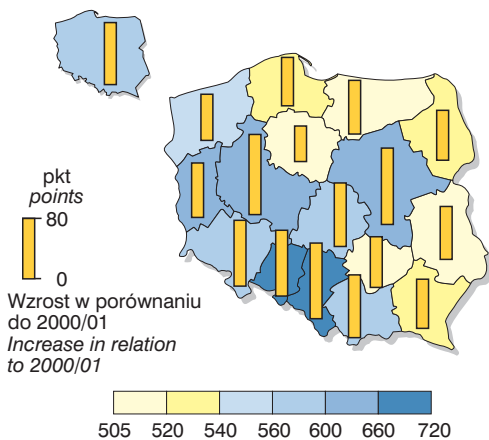 pkt
points
80
0
Wzrost w porównaniu
do 2000/01
Increase in relation
to 2000/01
505 520 540 560 600 660 720